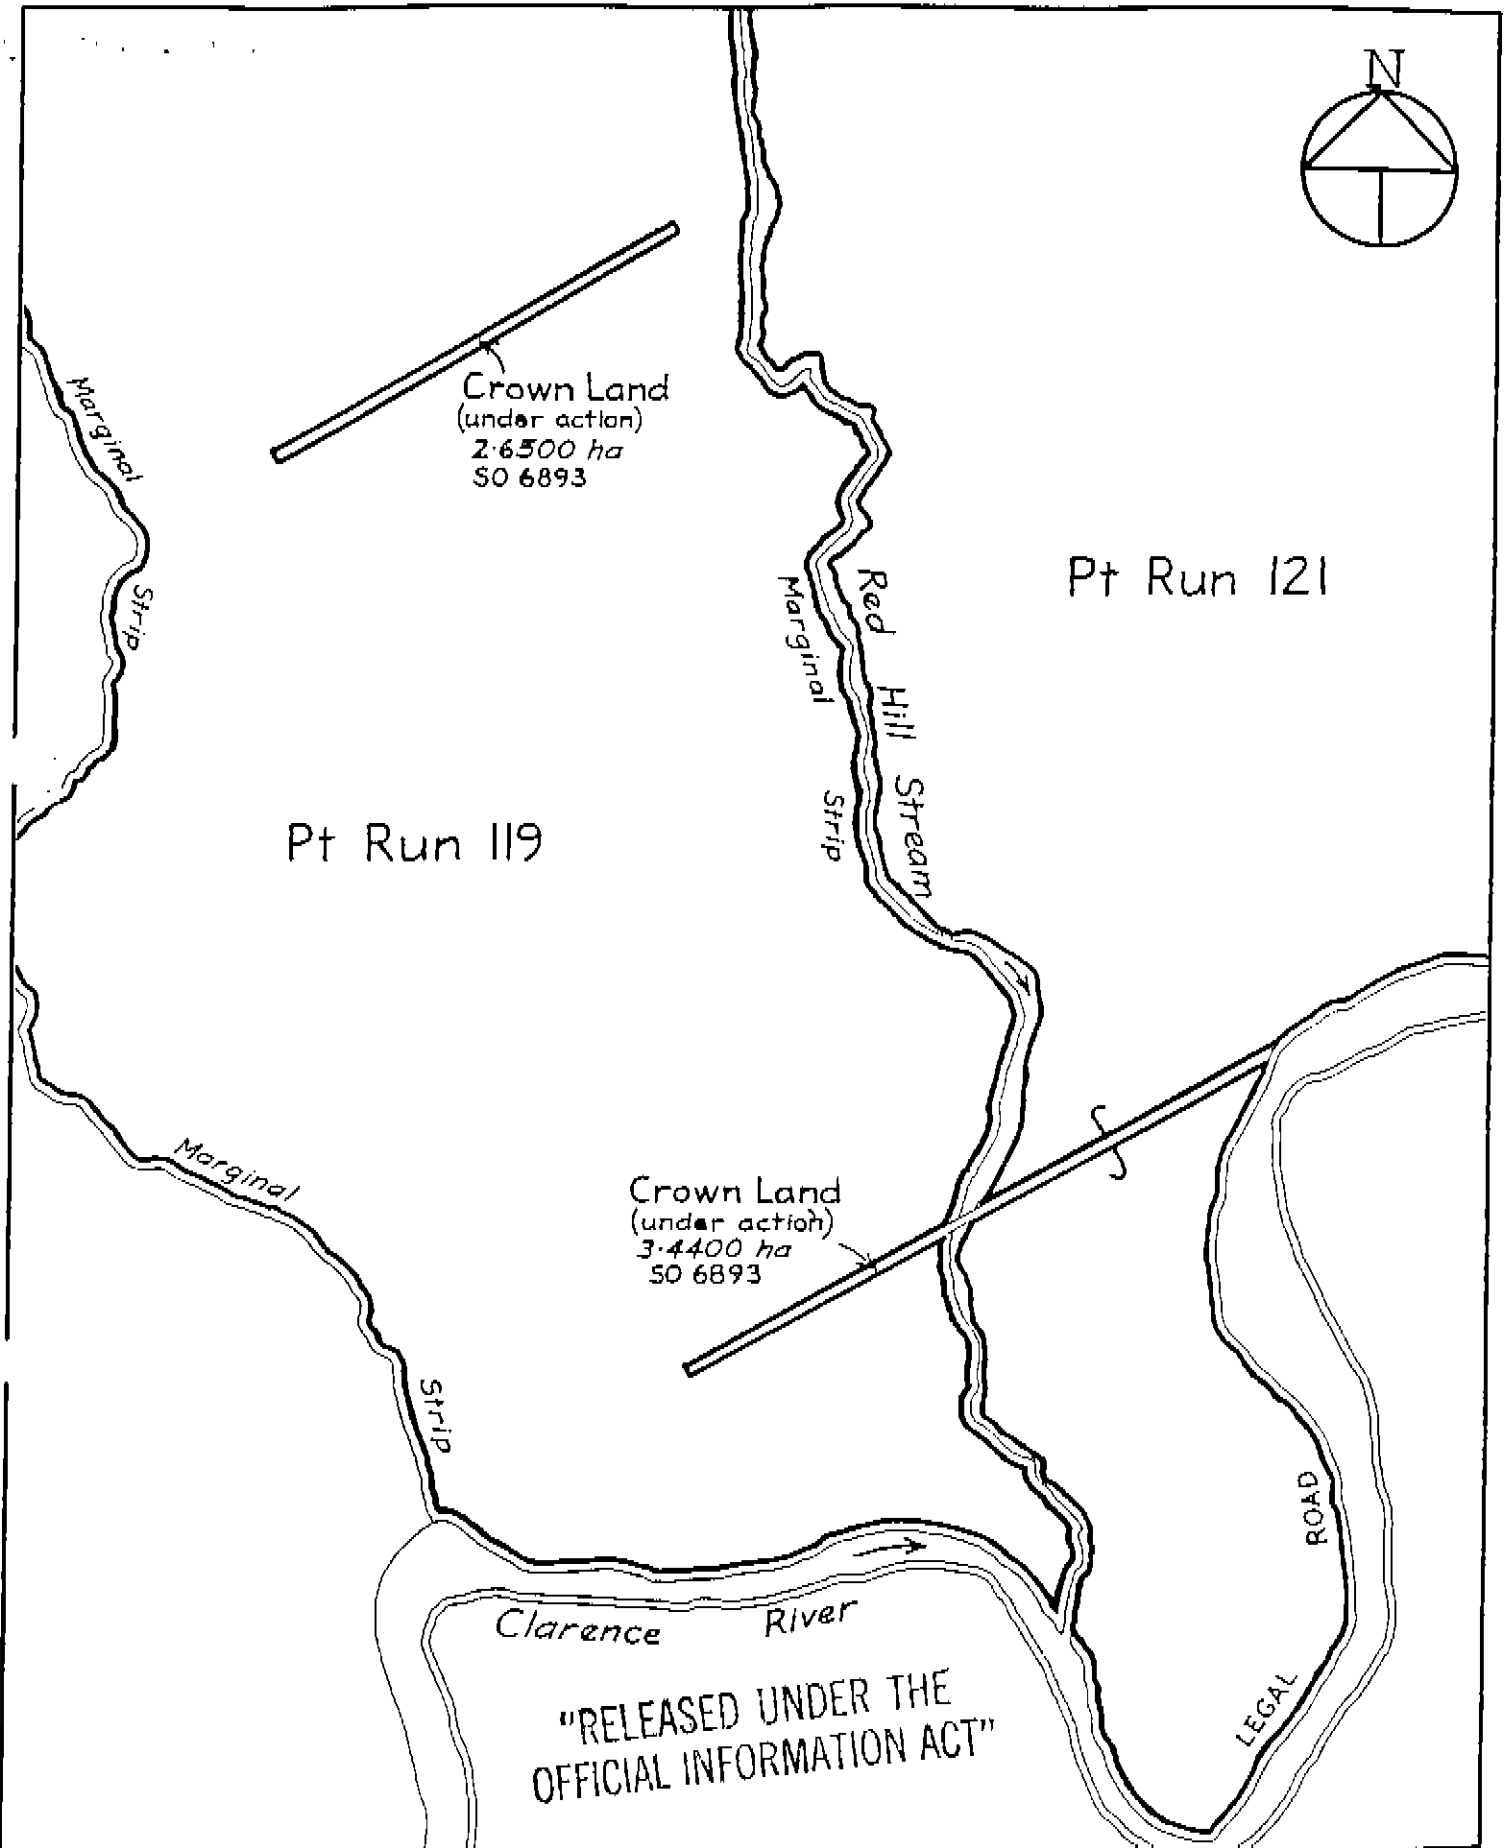 N
Crown Land
(under action)
2·6500 ha
SO 6893
Marginal
Strip
Pt Run 121
Red Hill Stream
Marginal
Strip
Pt Run 119
Marginal
Strip
Crown Land
(under action)
3·4400 ha
SO 6893
LEGAL ROAD
Clarence River
"RELEASED UNDER THE
OFFICIAL INFORMATION ACT"